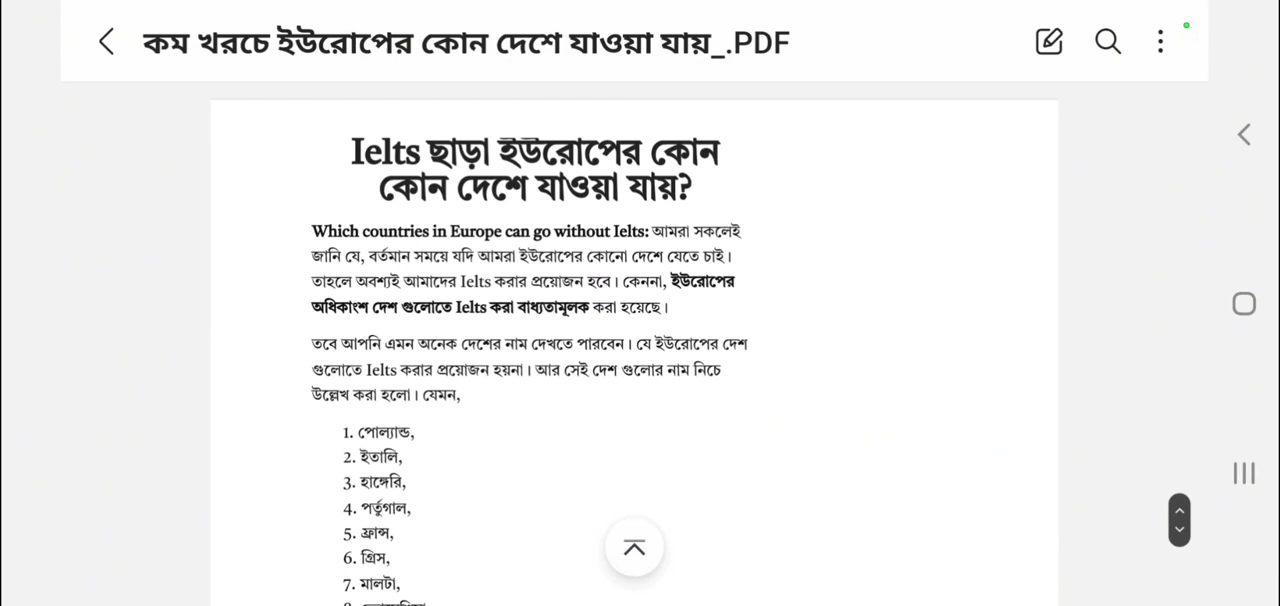 কম খরচে ইউরোপের কোন দেশে যাওয়া যায়_.PDF
Ielts ছাড়া ইউরোপের কোন
কোন দেশে যাওয়া যায়?
Which countries in Europe can go without Ielts: আমরা সকলেই
জানি যে, বর্তমান সময়ে যদি আমরা ইউরোপের কোনো দেশে যেতে চাই।
তাহলে অবশ্যই আমাদের Ielts করার প্রয়োজন হবে। কেননা, ইউরোপের
অধিকাংশ দেশ গুলোতে Ielts করা বাধ্যতামূলক করা হয়েছে।
তবে আপনি এমন অনেক দেশের নাম দেখতে পারবেন। যে ইউরোপের দেশ
গুলোতে Ielts করার প্রয়োজন হয়না। আর সেই দেশ গুলোর নাম নিচে
উল্লেখ করা হলো। যেমন,
1. পোল্যান্ড,
2. ইতালি,
3. হাঙ্গেরি,
4. পর্তুগাল,
5. ফ্রান্স,
6. গ্রিস,
7. মালটা,